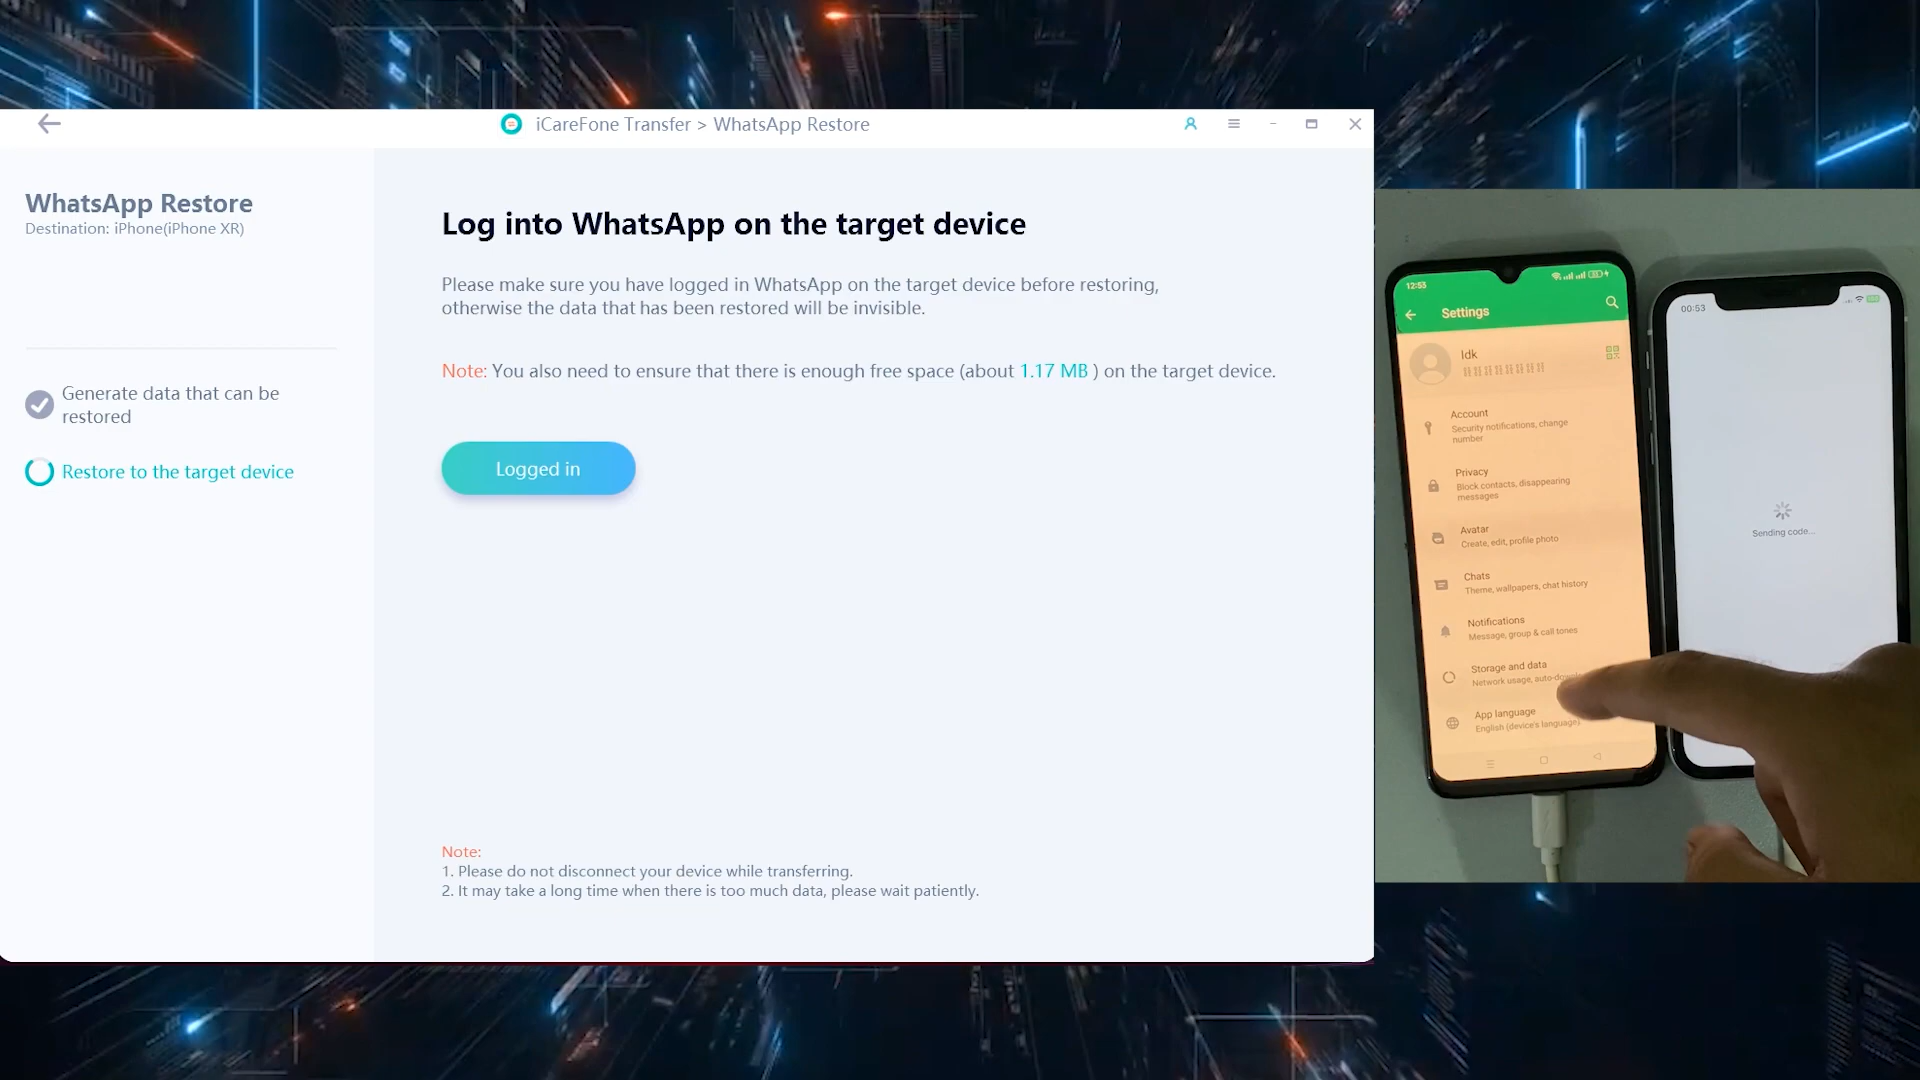 iCareFone Transfer > WhatsApp Restore
WhatsApp Restore
Destination: iPhone(iPhone XR)
Generate data that can be
restored
Restore to the target device
Log into WhatsApp on the target device
Please make sure you have logged in WhatsApp on the target device before restoring,
otherwise the data that has been restored will be invisible.
Note: You also need to ensure that there is enough free space (about 1.17 MB ) on the target device.
Logged in
Note:
1. Please do not disconnect your device while transferring.
2. It may take a long time when there is too much data, please wait patiently.
12:53
Settings
Idk
Account
Security notifications, change
number
Privacy
Block contacts, disappearing
messages
Avatar
Create, edit, profile photo
Chats
Theme, wallpapers, chat history
Notifications
Message, group & call tones
Storage and data
Network usage,
App language
English (device's language)
00:53
Sending code...